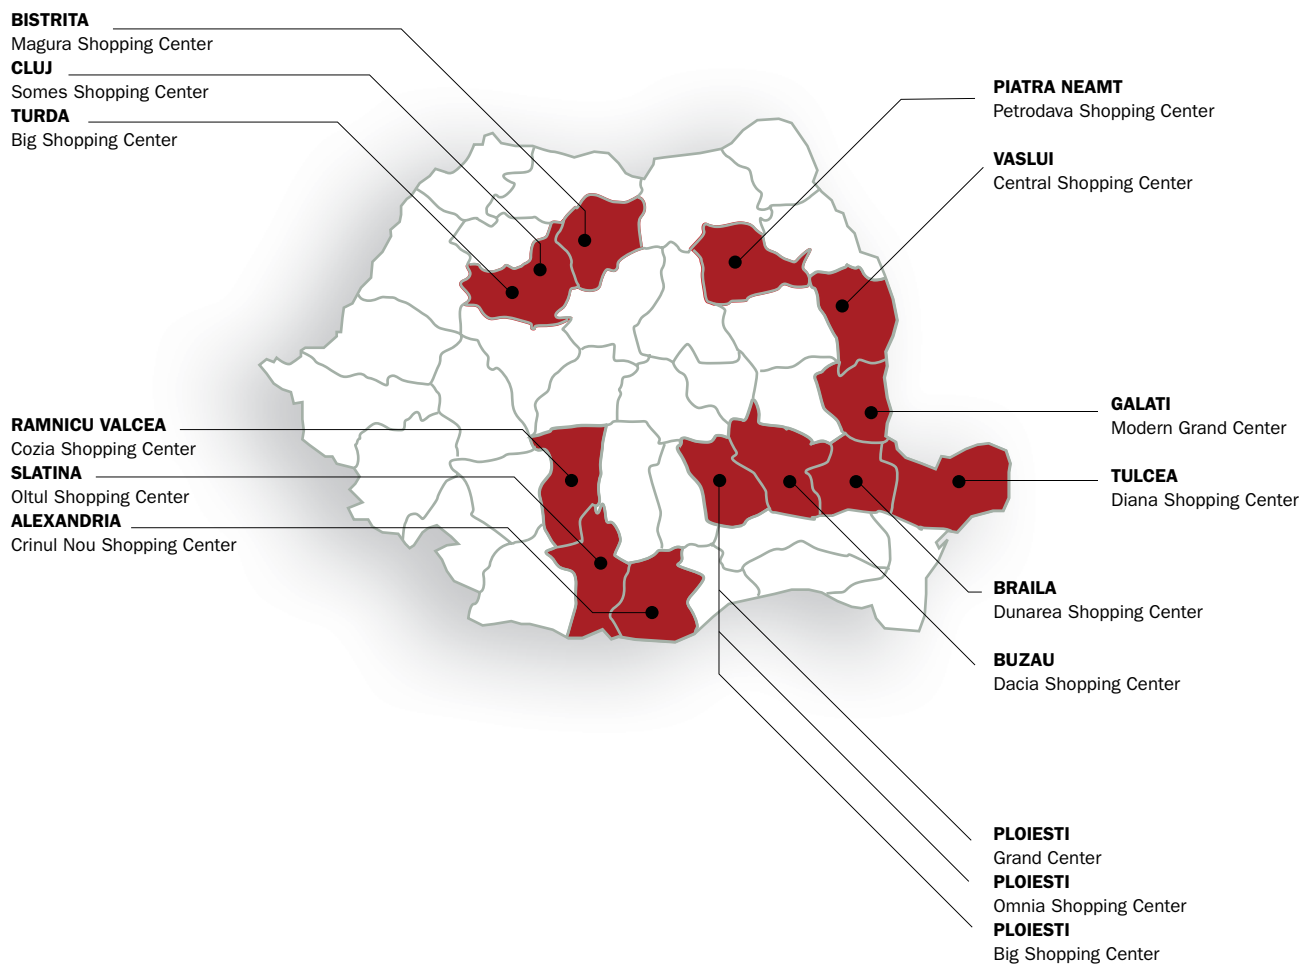 BISTRITA
Magura Shopping Center
CLUJ
Somes Shopping Center
TURDA
Big Shopping Center
PIATRA NEAMT
Petrodava Shopping Center
VASLUI
Central Shopping Center
RAMNICU VALCEA
Cozia Shopping Center
SLATINA
Oltul Shopping Center
ALEXANDRIA
Crinul Nou Shopping Center
GALATI
Modern Grand Center
TULCEA
Diana Shopping Center
BRAILA
Dunarea Shopping Center
BUZAU
Dacia Shopping Center
PLOIESTI
Grand Center
PLOIESTI
Omnia Shopping Center
PLOIESTI
Big Shopping Center